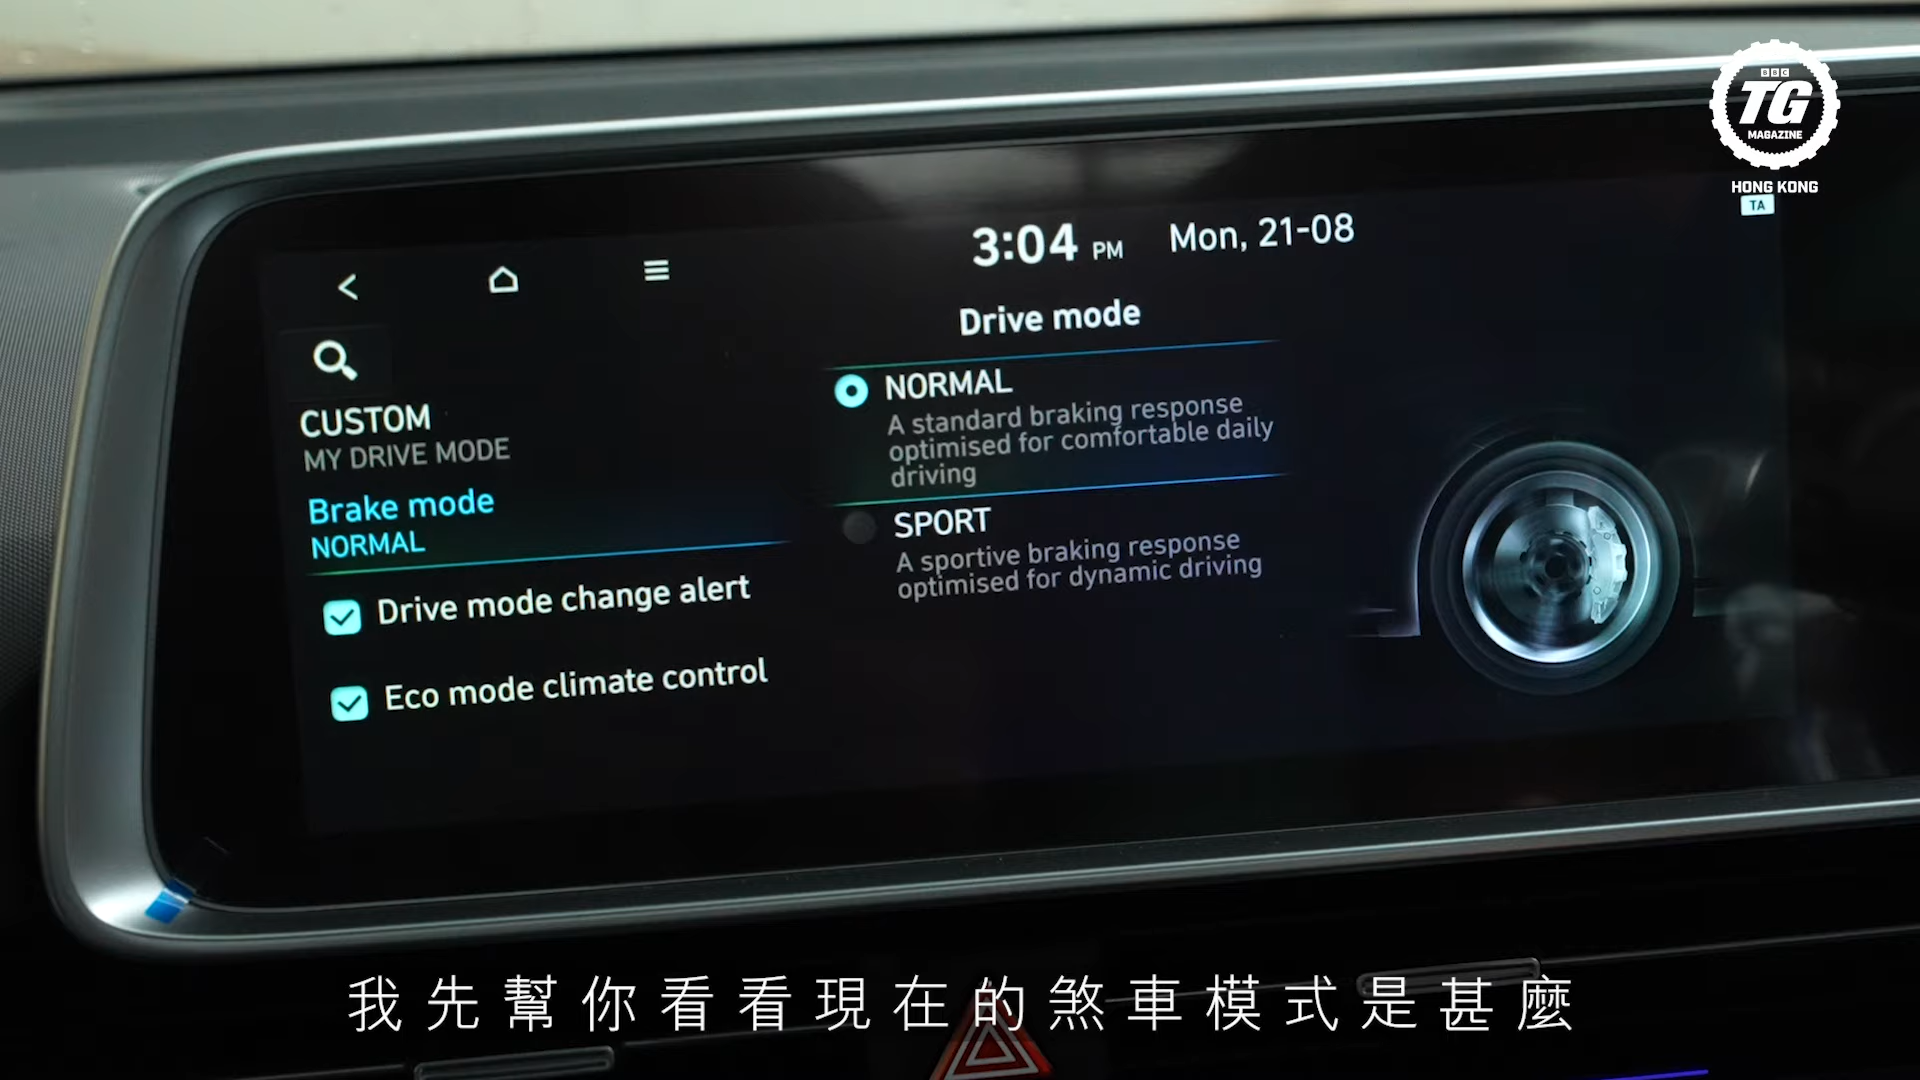 BBC
TG
MAGAZINE
HONG KONG
TA
3:04 PM Mon, 21-08
Drive mode
CUSTOM
MY DRIVE MODE
Brake mode
NORMAL
Drive mode change alert
Eco mode climate control
NORMAL
A standard braking response
optimised for comfortable daily
driving
SPORT
A sportive braking response
optimised for dynamic driving
我先幫你看看現在的煞車模式是甚麼